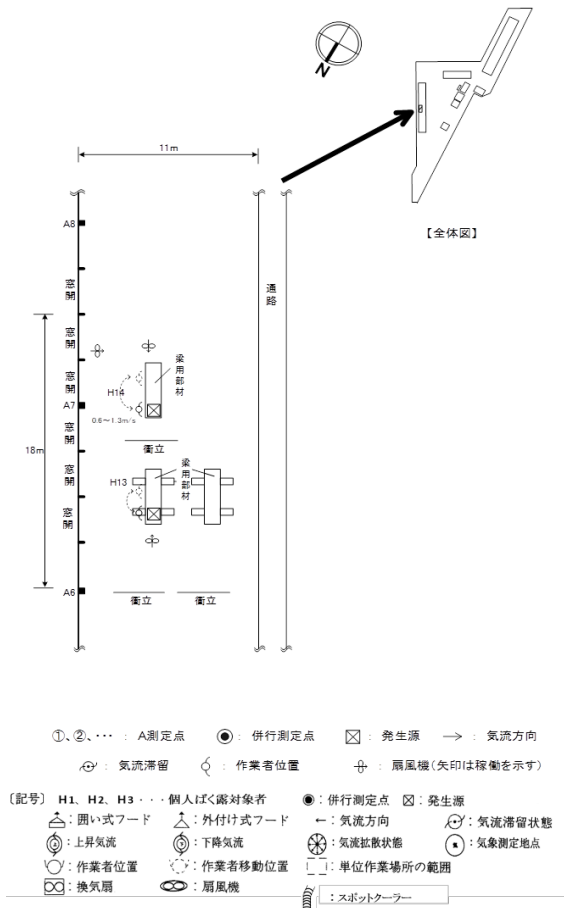 N
11m
【全体図】
A8
通路
窓開
窓開
梁用部材
窓開
H14
A7
0.6～1.3m/s
窓開
衝立
18m
梁用部材
窓開
H13
窓開
A6
衝立
衝立
①、②、･･･ : A測定点 : 併行測定点 : 発生源 : 気流方向
: 気流滞留 : 作業者位置 : 扇風機(矢印は稼働を示す)
〔記号〕 H1、H2、H3・・・個人ばく露対象者 : 併行測定点 : 発生源
: 囲い式フード : 外付け式フード : 気流方向 : 気流滞留状態
: 上昇気流 : 下降気流 : 気流拡散状態 : 気象測定地点
: 作業者位置 : 作業者移動位置 : 単位作業場所の範囲
: 換気扇 : 扇風機
: スポットクーラー